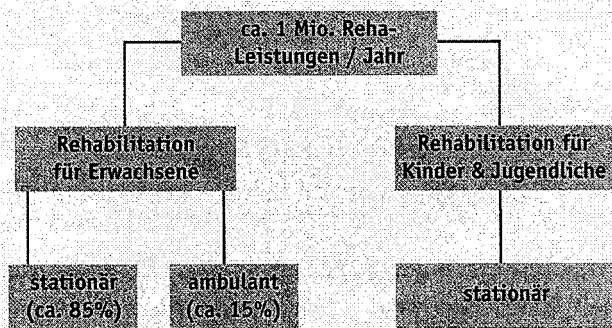 ca. 1 Mio. Reha-
Leistungen / Jahr
Rehabilitation
für Erwachsene
Rehabilitation für
Kinder & Jugendliche
stationär
(ca. 85%)
ambulant
(ca. 15%)
stationär